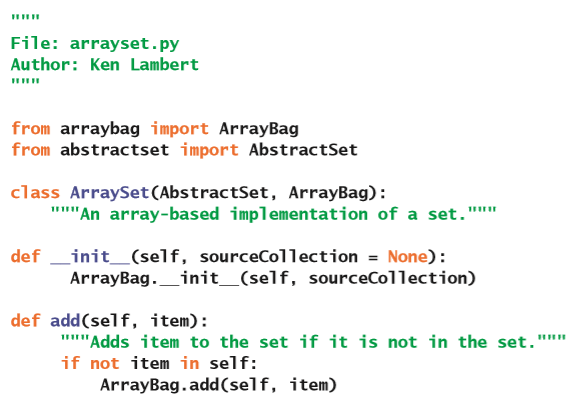 """
File: arrayset.py
Author: Ken Lambert
"""
from arraybag import ArrayBag
from abstractset import AbstractSet
class ArraySet(AbstractSet, ArrayBag):
    """An array-based implementation of a set."""
def __init__(self, sourceCollection = None):
      ArrayBag.__init__(self, sourceCollection)
def add(self, item):
     """Adds item to the set if it is not in the set."""
     if not item in self:
         ArrayBag.add(self, item)